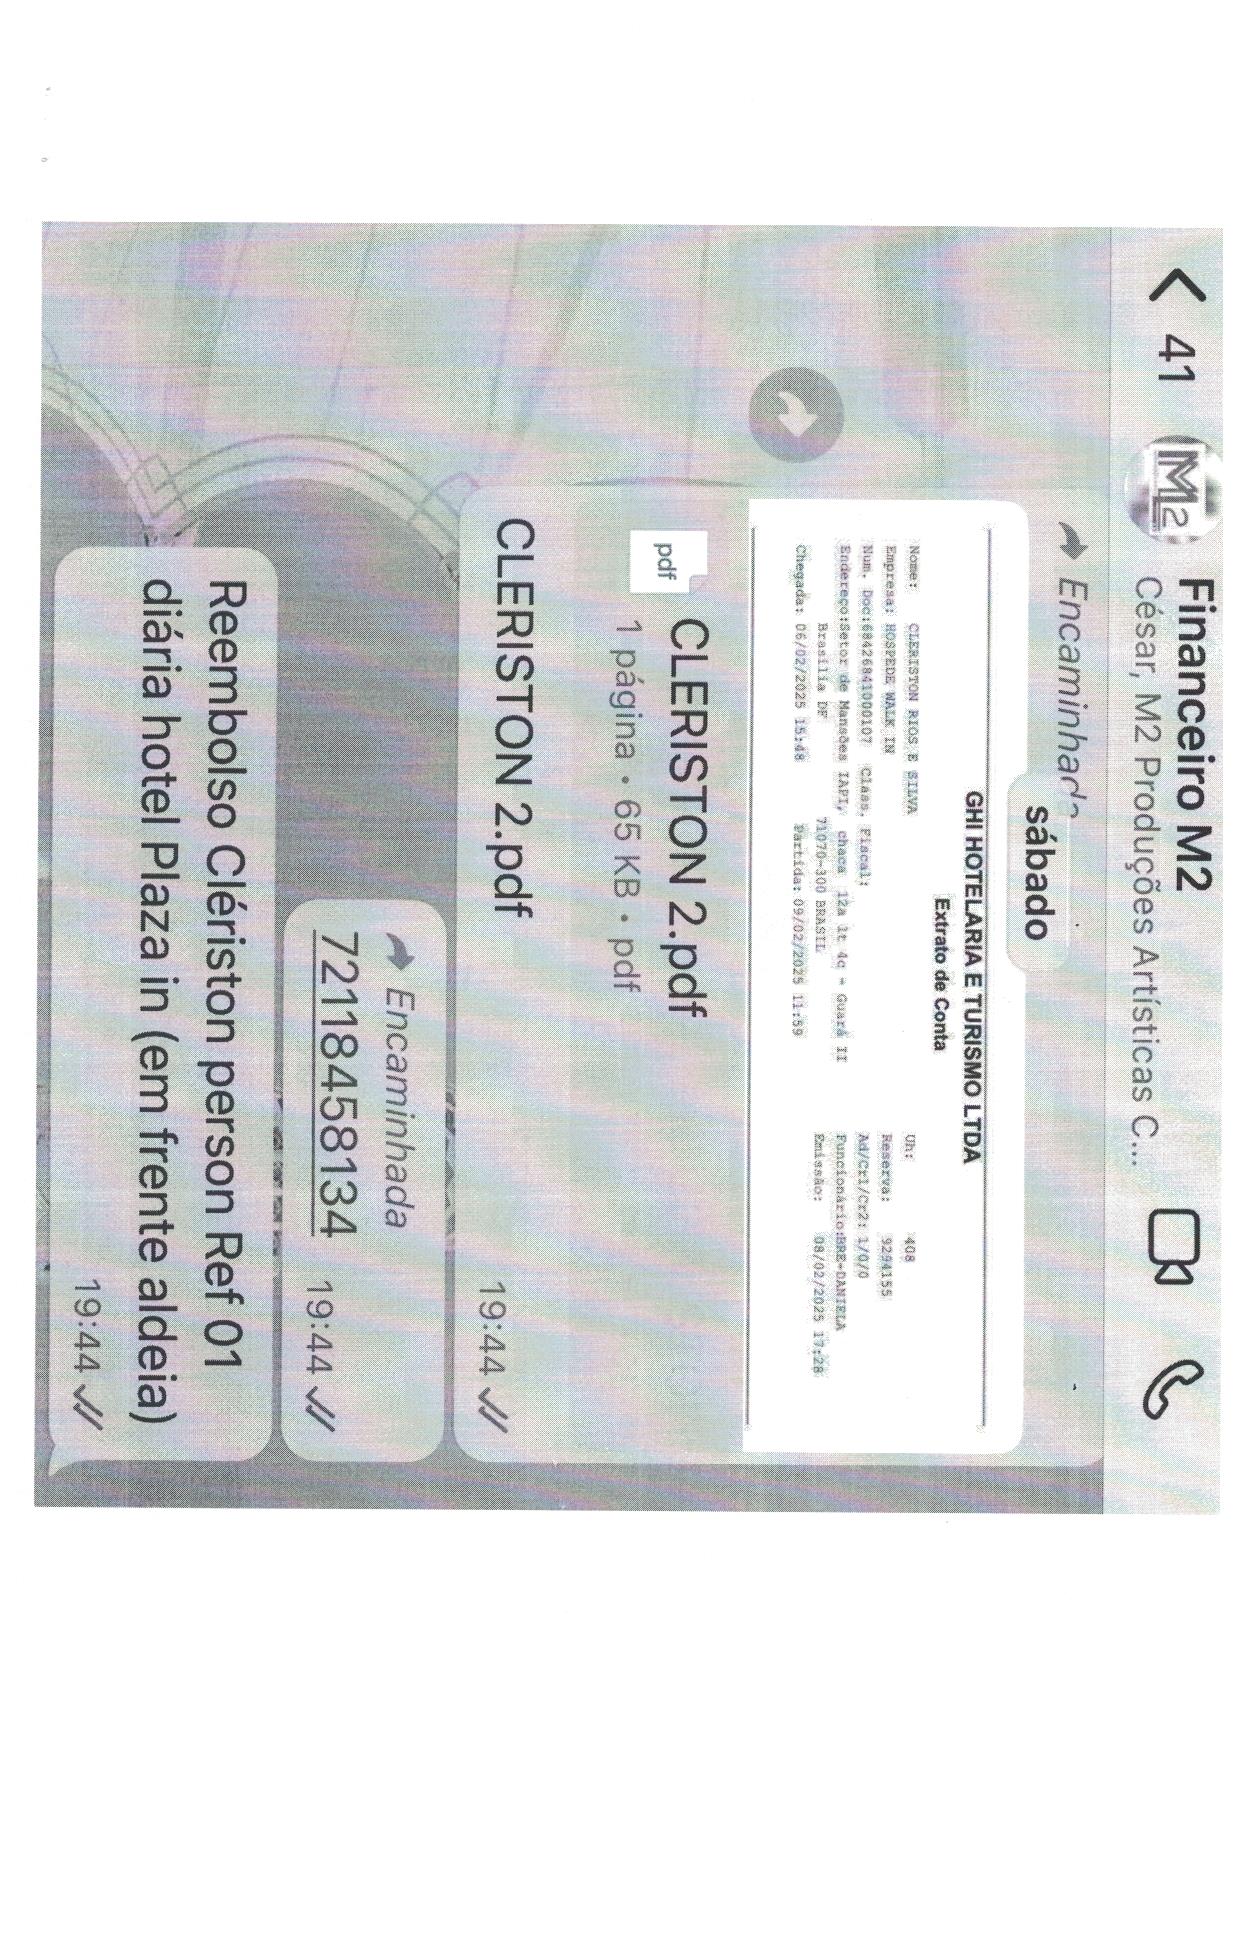 41
M2
Financeiro M2
César, M2 Produções Artísticas C...
sábado
Encaminhada
GHI HOTELARIA E TURISMO LTDA
Extrato de Conta
Nome: CLERISTON RIOS E SILVA Uh: 408
Empresa: HOSPEDE WALK IN Reserva: 9294155
Num. Doc:68426841000107 Class. Fiscal: Ad/Cr1/Cr2: 1/0/0
Endereço:Setor de Mansões IAPI, chaca 12a lt 4c - Guará II Funcionário:BRE-DANIELA
Brasilia DF 71070-300 BRASIL Emissão: 08/02/2025 17:28
Chegada: 06/02/2025 15:48 Partida: 09/02/2025 11:59
pdf
CLERISTON 2.pdf
1 página • 65 KB • pdf
CLERISTON 2.pdf
19:44
Encaminhada
72118458134
19:44
Reembolso Clériston person Ref 01
diária hotel Plaza in (em frente aldeia)
19:44